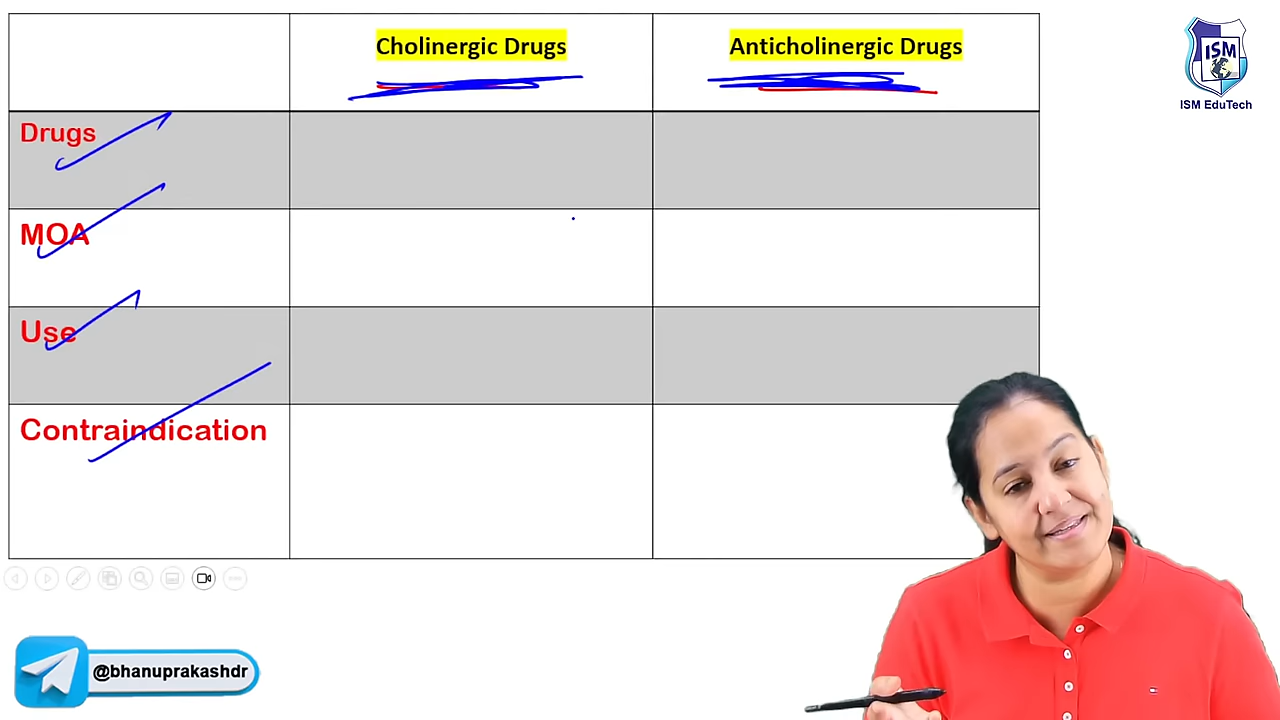 Cholinergic Drugs
Anticholinergic Drugs
ISM
ISM EduTech
Drugs
MOA
Use
Contraindication
@bhanuprakashdr